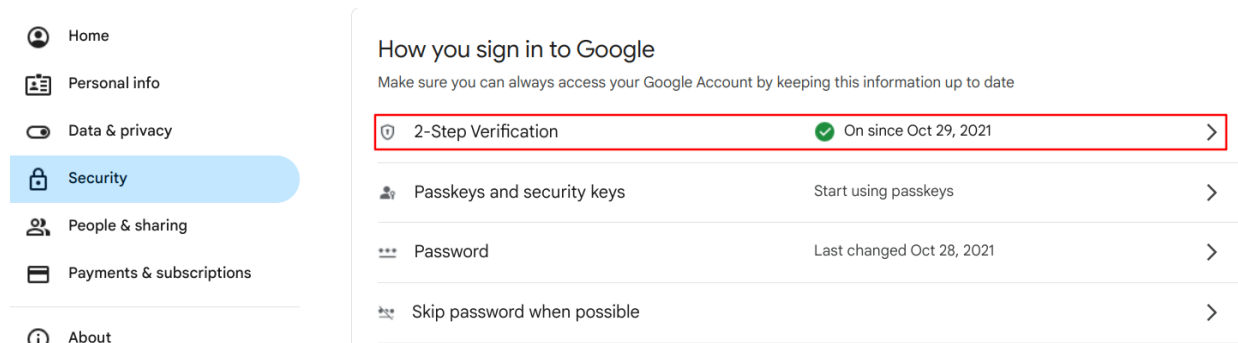 Home
Personal info
Data & privacy
Security
People & sharing
Payments & subscriptions
About
How you sign in to Google
Make sure you can always access your Google Account by keeping this information up to date
2-Step Verification
On since Oct 29, 2021
Passkeys and security keys
Start using passkeys
Password
Last changed Oct 28, 2021
Skip password when possible